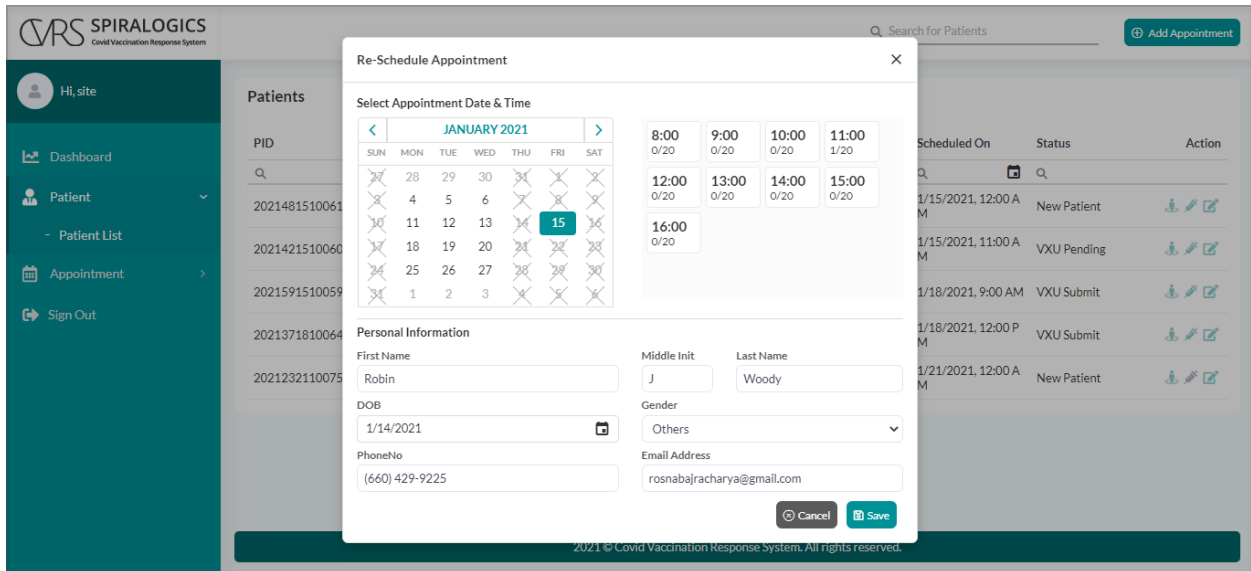 CVRS SPIRALOGICS
Covid Vaccination Response System
Search for Patients
Add Appointment
Hi, site
Dashboard
Patient
- Patient List
Appointment
Sign Out
Patients
PID
Scheduled On Status Action
2021481510061 1/15/2021, 12:00 A
M New Patient
2021421510060 1/15/2021, 11:00 A
M VXU Pending
2021591510059 1/18/2021, 9:00 AM VXU Submit
2021371810064 1/18/2021, 12:00 P
M VXU Submit
2021232110075 1/21/2021, 12:00 A
M New Patient
Re-Schedule Appointment
Select Appointment Date & Time
JANUARY 2021
SUN MON TUE WED THU FRI SAT
27 28 29 30 31 1 2
3 4 5 6 7 8 9
10 11 12 13 14 15 16
17 18 19 20 21 22 23
24 25 26 27 28 29 30
31 1 2 3 4 5 6
8:00 9:00 10:00 11:00
0/20 0/20 0/20 1/20
12:00 13:00 14:00 15:00
0/20 0/20 0/20 0/20
16:00
0/20
Personal Information
First Name Middle Init Last Name
Robin J Woody
DOB Gender
1/14/2021 Others
PhoneNo Email Address
(660) 429-9225 rosnabajracharya@gmail.com
Cancel Save
2021 © Covid Vaccination Response System. All rights reserved.